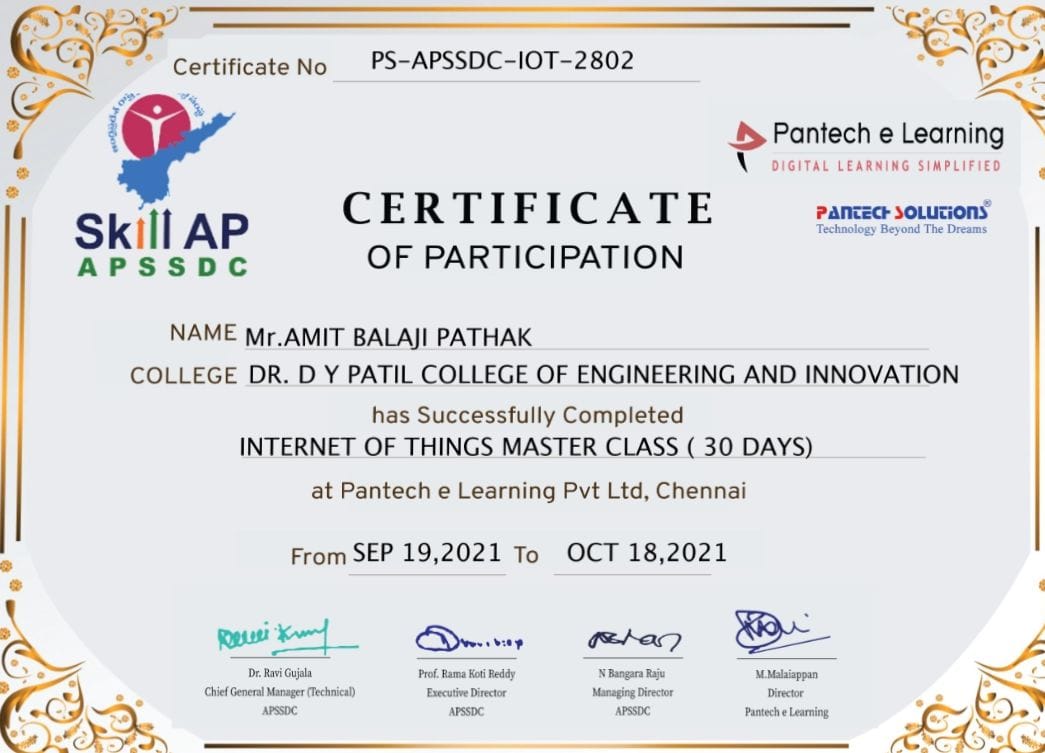 Certificate No PS-APSSDC-IOT-2802
Skill AP
APSSDC
Pantech e Learning
DIGITAL LEARNING SIMPLIFIED
PANTECH SOLUTIONS®
Technology Beyond The Dreams
CERTIFICATE
OF PARTICIPATION
NAME Mr.AMIT BALAJI PATHAK
COLLEGE DR. D Y PATIL COLLEGE OF ENGINEERING AND INNOVATION
has Successfully Completed
INTERNET OF THINGS MASTER CLASS ( 30 DAYS)
at Pantech e Learning Pvt Ltd, Chennai
From SEP 19,2021 To OCT 18,2021
Dr. Ravi Gujala
Chief General Manager (Technical)
APSSDC
Prof. Rama Koti Reddy
Executive Director
APSSDC
N Bangara Raju
Managing Director
APSSDC
M.Malaiappan
Director
Pantech e Learning